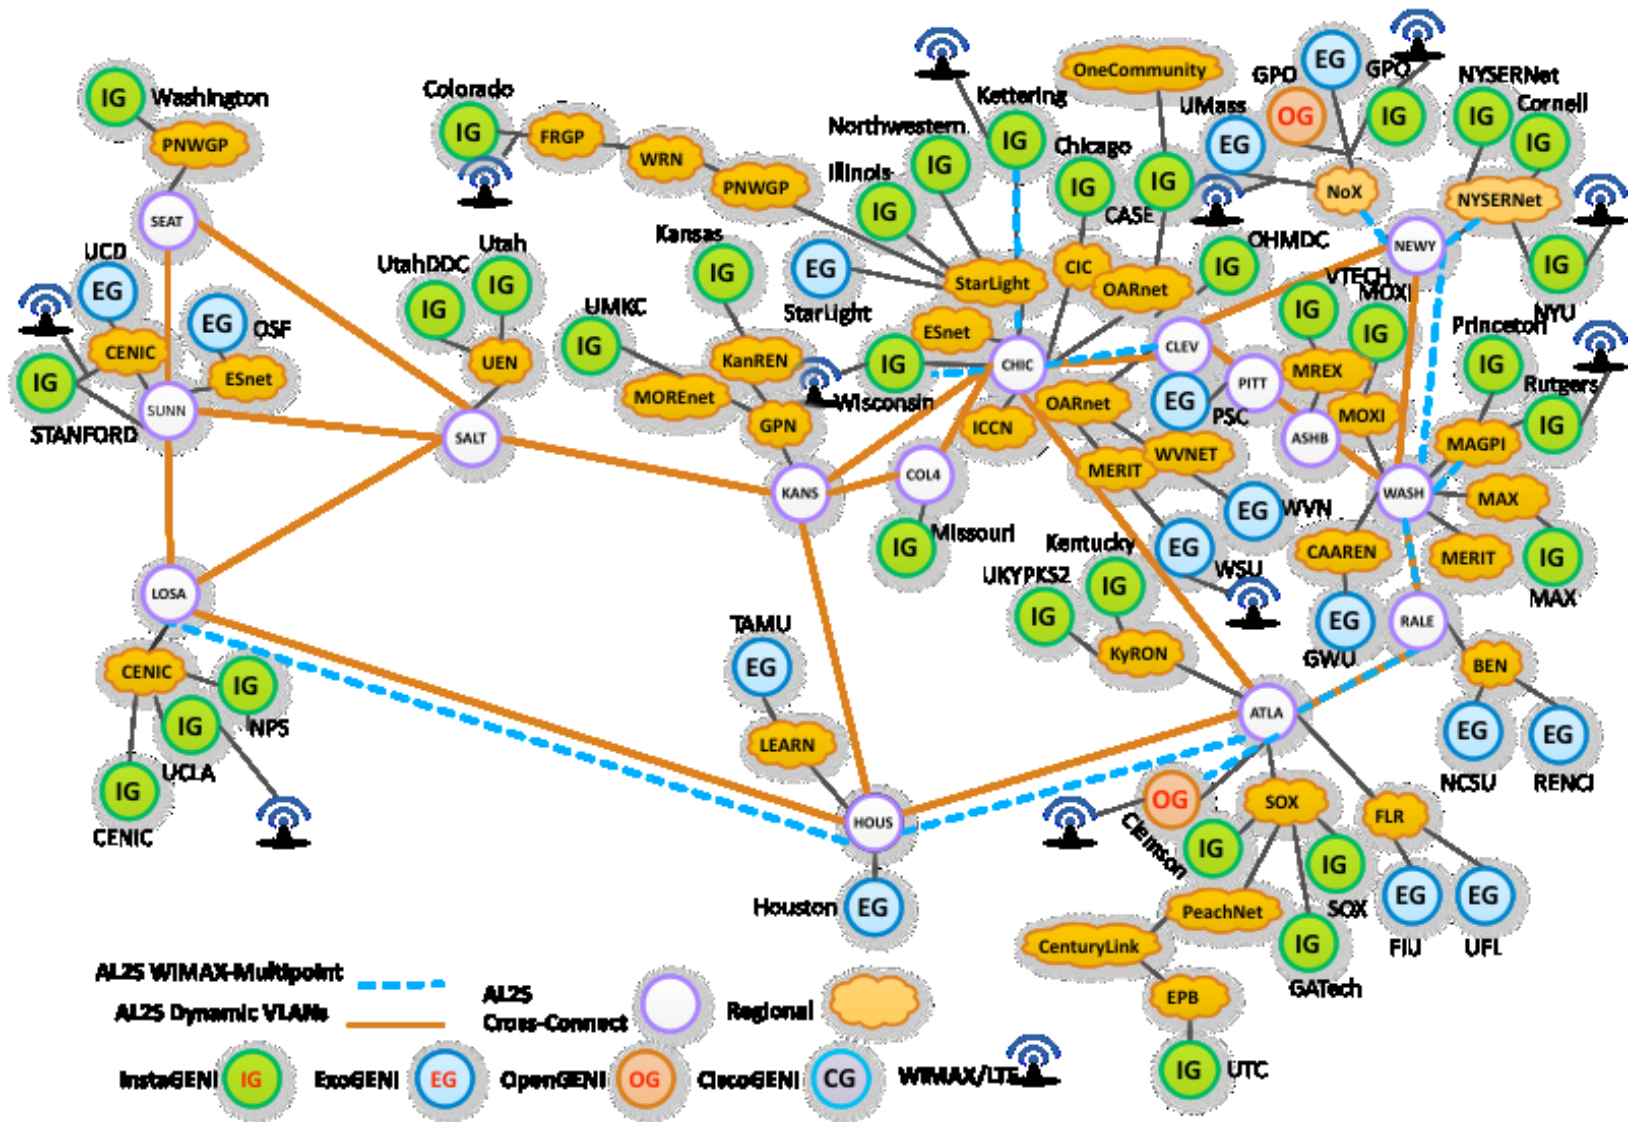 IG
Washington
PNWGP
SEAT
UCD
EG
EG
OSF
CENIC
ESnet
IG
STANFORD
SUNN
Colorado
IG
FRGP
WRN
PNWGP
Utah
UtahDDC
IG
IG
UEN
SALT
LOSA
CENIC
IG
NPS
IG
UCLA
IG
CENIC
Kansas
IG
UMKC
IG
KanREN
MOREnet
GPN
KANS
COL4
IG
Missouri
Northwestern
IG
Illinois
IG
Kettering
IG
EG
StarLight
StarLight
ESnet
IG
Wisconsin
CHIC
ICCN
Chicago
IG
CIC
OneCommunity
IG
CASE
OARnet
OHMDC
IG
CLEV
PITT
EG
PSC
ASHB
OARnet
MERIT
WVNET
EG
WVN
EG
WSU
UMass
EG
GPO
OG
EG
GPO
IG
NoX
NYSERNet
IG
Cornell
IG
NYSERNet
IG
NYU
NEWY
VTECH
IG
MOXI
IG
MREX
MOXI
Princeton
IG
Rutgers
IG
MAGPI
WASH
MAX
IG
MAX
MERIT
CAAREN
EG
GWU
RALE
BEN
EG
NCSU
EG
RENCI
Kentucky
IG
UKYPKS2
IG
KyRON
ATLA
TAMU
EG
LEARN
HOUS
EG
Houston
OG
Clemson
IG
SOX
IG
SOX
FLR
EG
FIU
EG
UFL
PeachNet
IG
GATech
CenturyLink
EPB
IG
UTC
AL2S WIMAX-Multipoint
AL2S Dynamic VLANs
AL2S
Cross-Connect
Regional
InstaGENI
IG
ExoGENI
EG
OpenGENI
OG
CiscoGENI
CG
WIMAX/LTE